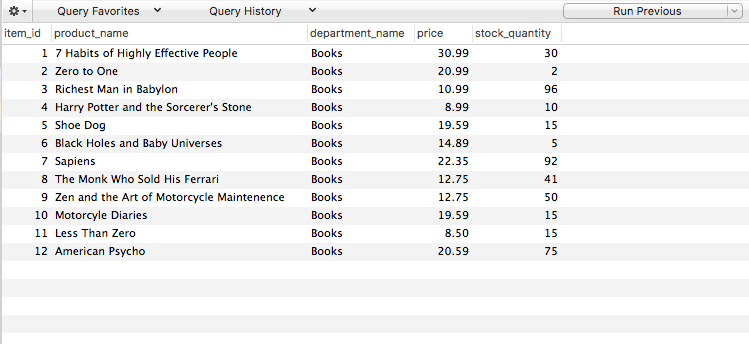 Query Favorites Query History Run Previous
item_id product_name department_name price stock_quantity
1 7 Habits of Highly Effective People Books 30.99 30
2 Zero to One Books 20.99 2
3 Richest Man in Babylon Books 10.99 96
4 Harry Potter and the Sorcerer's Stone Books 8.99 10
5 Shoe Dog Books 19.59 15
6 Black Holes and Baby Universes Books 14.89 5
7 Sapiens Books 22.35 92
8 The Monk Who Sold His Ferrari Books 12.75 41
9 Zen and the Art of Motorcycle Maintenence Books 12.75 50
10 Motorcyle Diaries Books 19.59 15
11 Less Than Zero Books 8.50 15
12 American Psycho Books 20.59 75